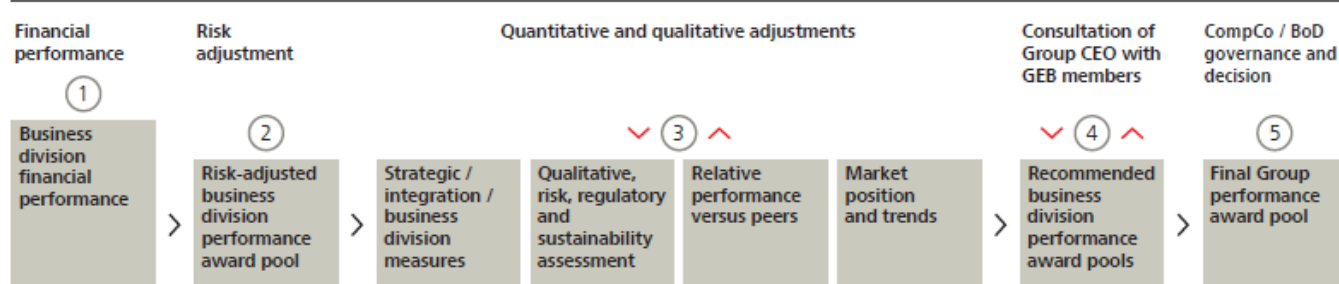 Financial
performance
Risk
adjustment
Quantitative and qualitative adjustments
Consultation of
Group CEO with
GEB members
CompCo / BoD
governance and
decision
1
2
3
4
5
Business
division
financial
performance
Risk-adjusted
business
division
performance
award pool
Strategic /
integration /
business
division
measures
Qualitative,
risk, regulatory
and
sustainability
assessment
Relative
performance
versus peers
Market
position
and trends
Recommended
business
division
performance
award pools
Final Group
performance
award pool